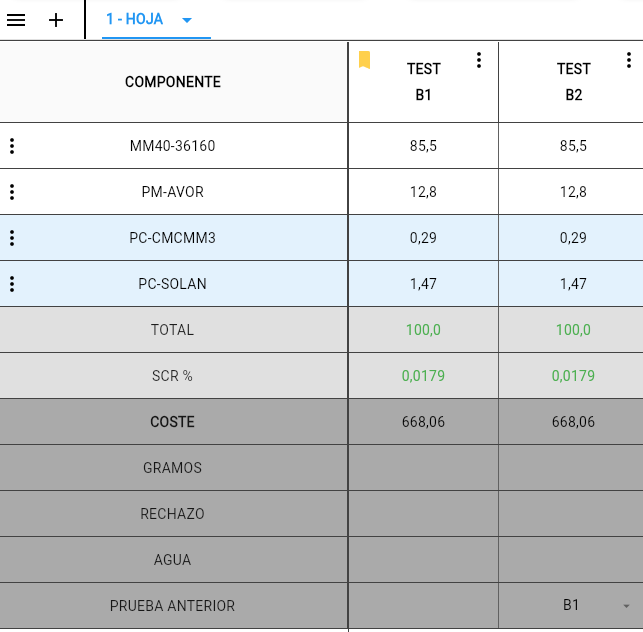 1 - HOJA
COMPONENTE TEST B1 TEST B2
MM40-36160 85,5 85,5
PM-AVOR 12,8 12,8
PC-CMCMM3 0,29 0,29
PC-SOLAN 1,47 1,47
TOTAL 100,0 100,0
SCR % 0,0179 0,0179
COSTE 668,06 668,06
GRAMOS
RECHAZO
AGUA
PRUEBA ANTERIOR B1